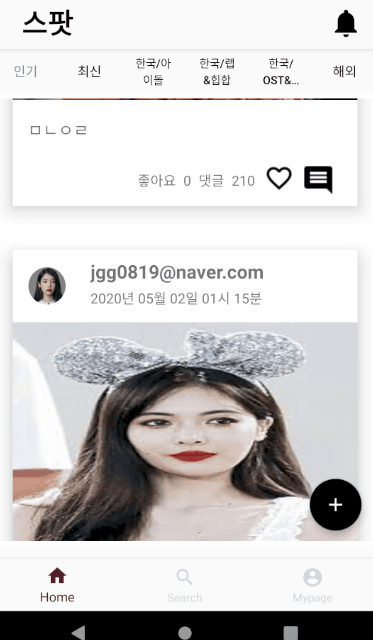 스팟
인기
최신
한국/아
이돌
한국/랩
&힙합
한국/
OST&...
해외
ㅁㄴㅇㄹ
좋아요 0 댓글 210
jgg0819@naver.com
2020년 05월 02일 01시 15분
+
Home
Search
Mypage